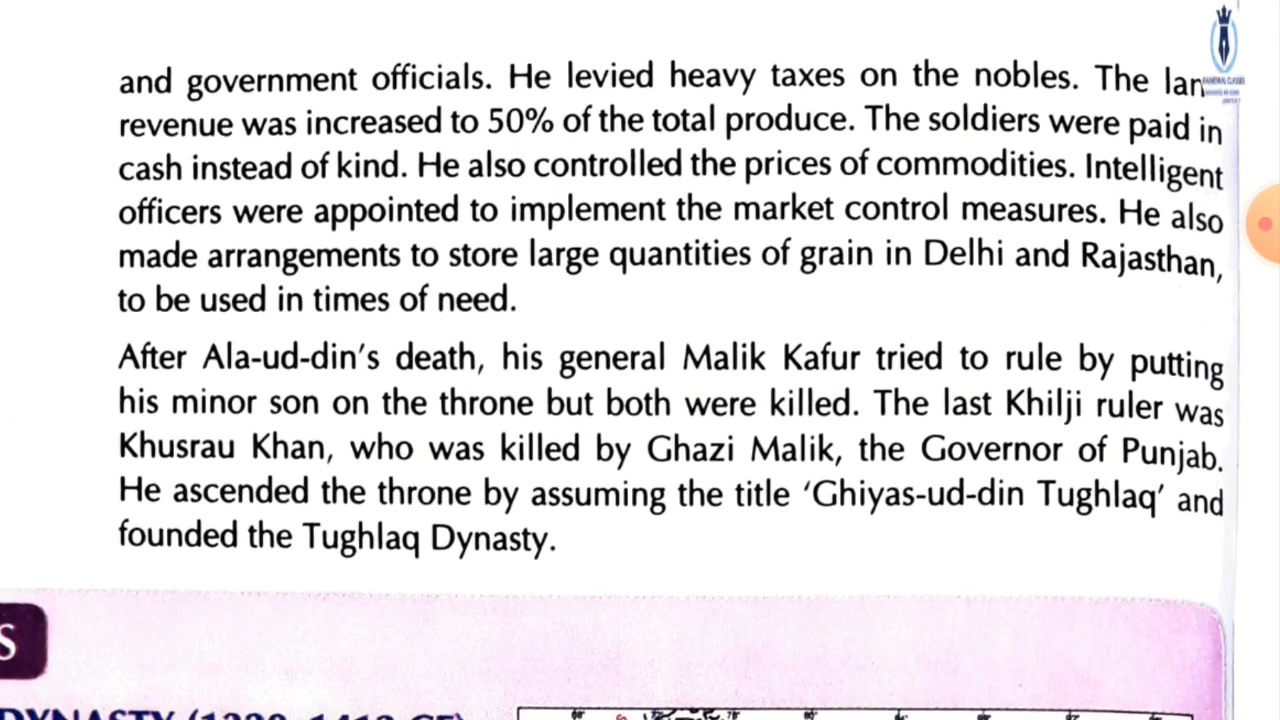 and government officials. He levied heavy taxes on the nobles. The lan
revenue was increased to 50% of the total produce. The soldiers were paid in
cash instead of kind. He also controlled the prices of commodities. Intelligent
officers were appointed to implement the market control measures. He also
made arrangements to store large quantities of grain in Delhi and Rajasthan,
to be used in times of need.
After Ala-ud-din's death, his general Malik Kafur tried to rule by putting
his minor son on the throne but both were killed. The last Khilji ruler was
Khusrau Khan, who was killed by Ghazi Malik, the Governor of Punjab.
He ascended the throne by assuming the title ‘Ghiyas-ud-din Tughlaq’ and
founded the Tughlaq Dynasty.
S